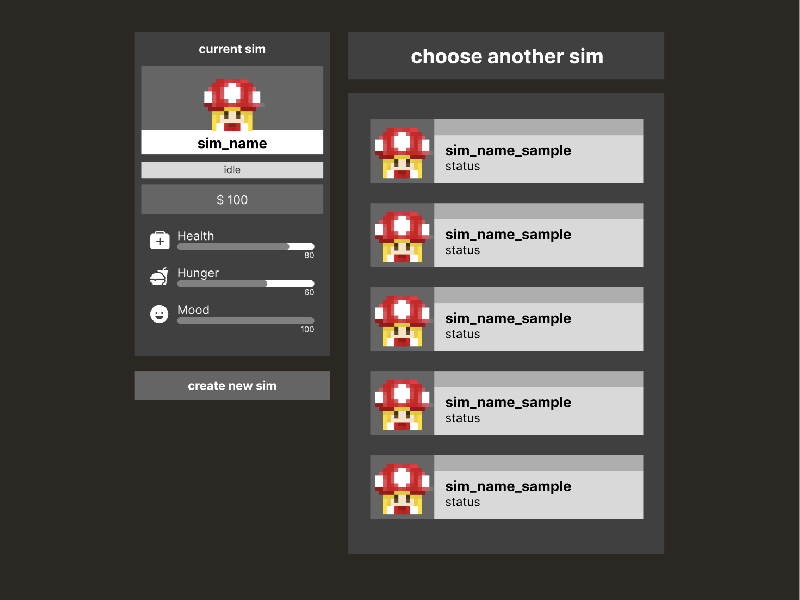 current sim
sim_name
idle
$ 100
Health
80
Hunger
60
Mood
100
create new sim
choose another sim
sim_name_sample
status
sim_name_sample
status
sim_name_sample
status
sim_name_sample
status
sim_name_sample
status